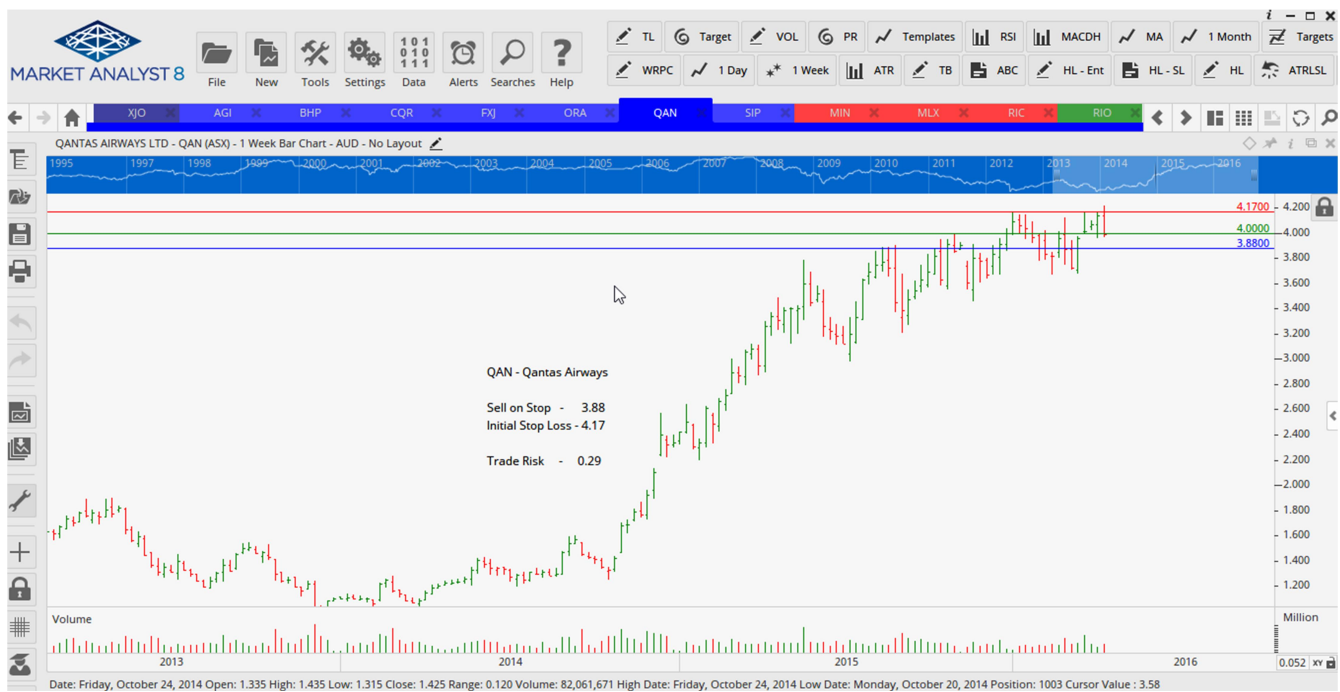 i
TL Target VOL PR Templates RSI MACDH MA 1 Month Targets
MARKET ANALYST 8
File New Tools Settings Data Alerts Searches Help
101
010
111
WRPC 1 Day 1 Week ATR TB ABC HL - Ent HL - SL HL ATRLSL
XJO AGI BHP CQR FXJ ORA QAN SIP MIN MLX RIC RIO
QANTAS AIRWAYS LTD - QAN (ASX) - 1 Week Bar Chart - AUD - No Layout
i
1995 1997 1998 1999 2000 2001 2002 2003 2004 2005 2006 2007 2008 2009 2010 2011 2012 2013 2014 2015 2016
4.1700 4.200
4.0000 4.000
3.8800
3.800
3.600
3.400
3.200
3.000
2.800
2.600
2.400
2.200
2.000
1.800
1.600
1.400
1.200
QAN - Qantas Airways
Sell on Stop - 3.88
Initial Stop Loss - 4.17
Trade Risk - 0.29
Volume
Million
2013 2014 2015 2016
0.052 XY
Date: Friday, October 24, 2014 Open: 1.335 High: 1.435 Low: 1.315 Close: 1.425 Range: 0.120 Volume: 82,061,671 High Date: Friday, October 24, 2014 Low Date: Monday, October 20, 2014 Position: 1003 Cursor Value : 3.58